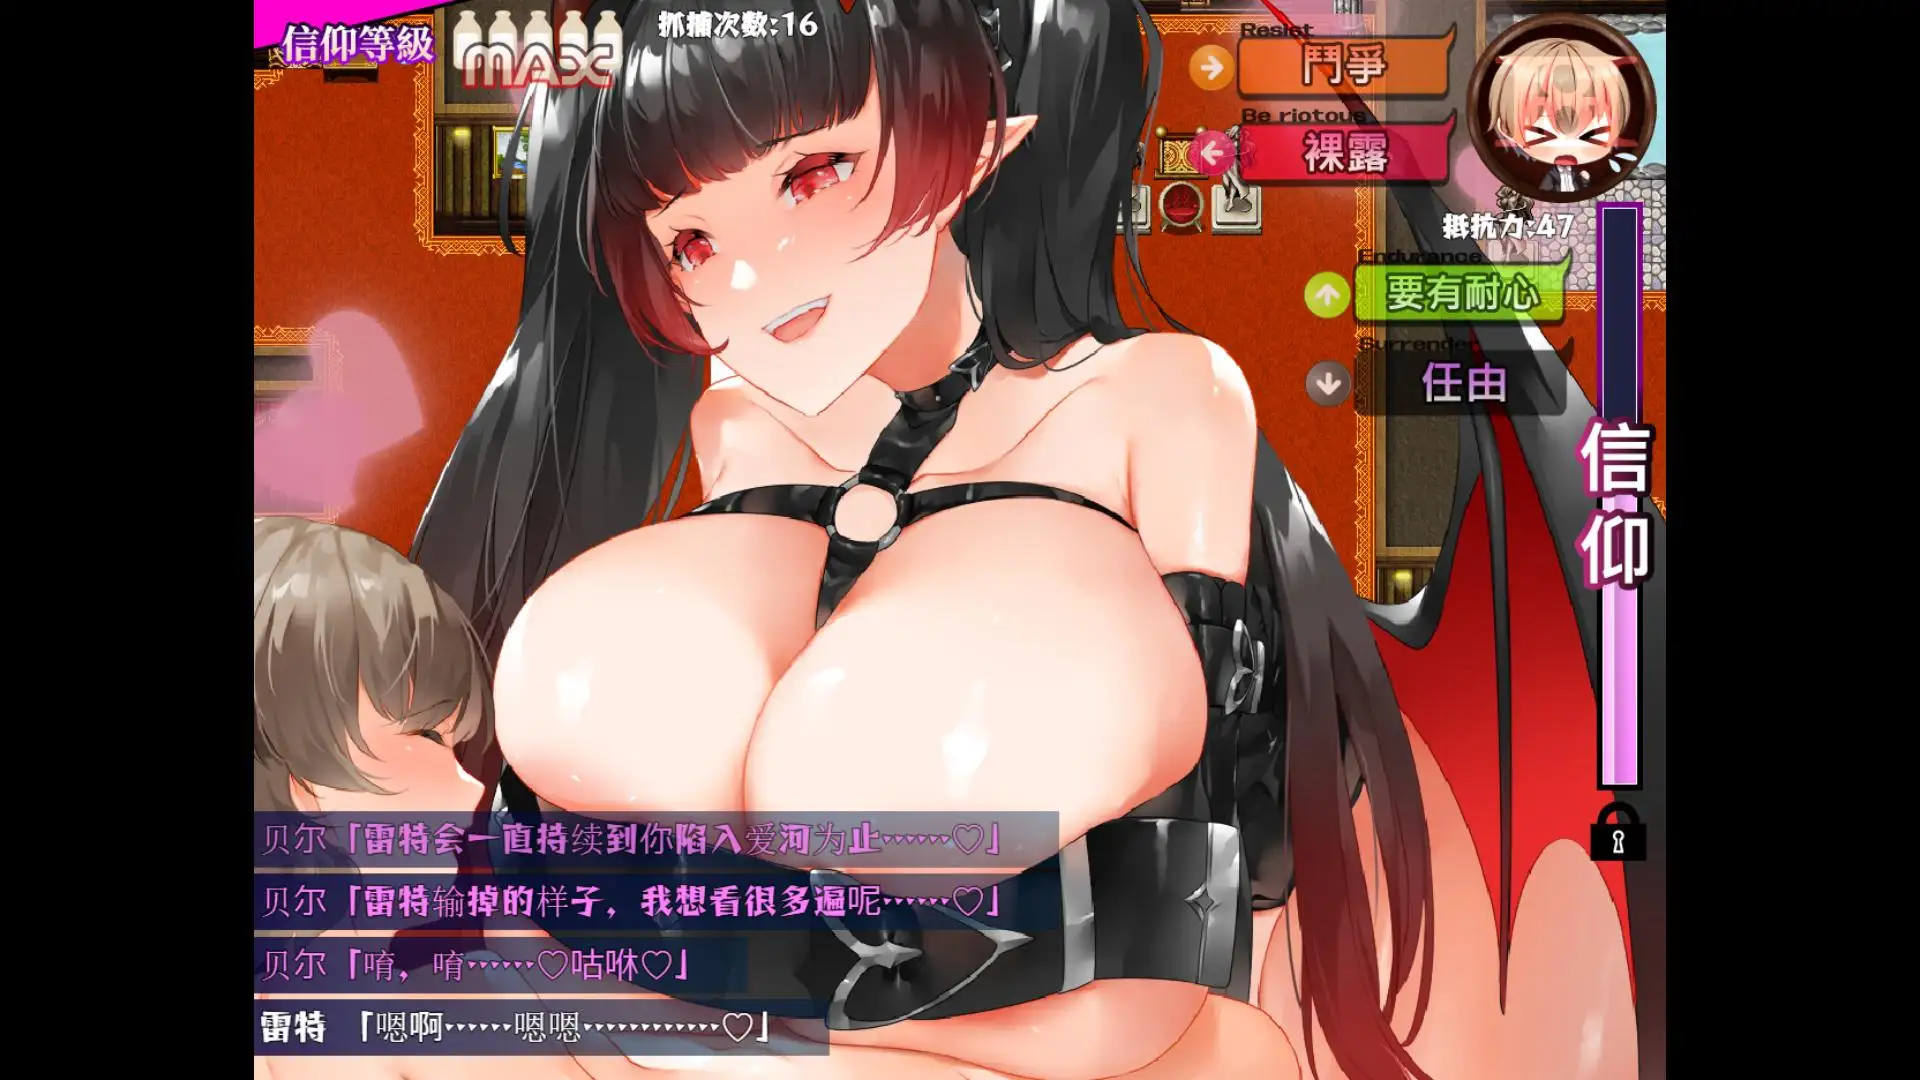 信仰等級 MAX
抓捕次数:16
Resist
鬥爭
Be riotous
裸露
抵抗力:47
Endurance
要有耐心
Surrender
任由
信仰
贝尔「雷特会一直持续到你陷入爱河为止……♡」
贝尔「雷特输掉的样子，我想看很多遍呢……♡」
贝尔「唷，唷……♡咕咻♡」
雷特 「嗯啊……嗯嗯…………♡」